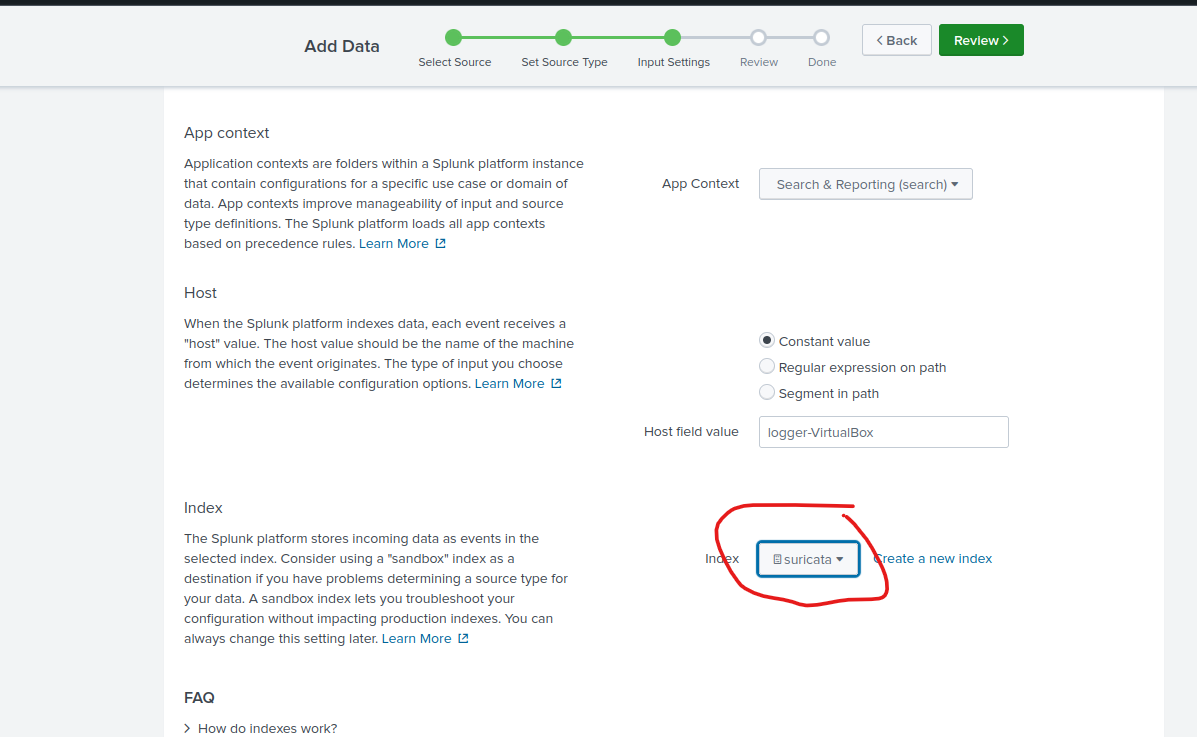 Add Data
Select Source
Set Source Type
Input Settings
Review
Done
Back
Review
App context
Application contexts are folders within a Splunk platform instance
that contain configurations for a specific use case or domain of
data. App contexts improve manageability of input and source
type definitions. The Splunk platform loads all app contexts
based on precedence rules. Learn More
App Context
Search & Reporting (search)
Host
When the Splunk platform indexes data, each event receives a
"host" value. The host value should be the name of the machine
from which the event originates. The type of input you choose
determines the available configuration options. Learn More
Constant value
Regular expression on path
Segment in path
Host field value
logger-VirtualBox
Index
The Splunk platform stores incoming data as events in the
selected index. Consider using a "sandbox" index as a
destination if you have problems determining a source type for
your data. A sandbox index lets you troubleshoot your
configuration without impacting production indexes. You can
always change this setting later. Learn More
Index
suricata
Create a new index
FAQ
How do indexes work?